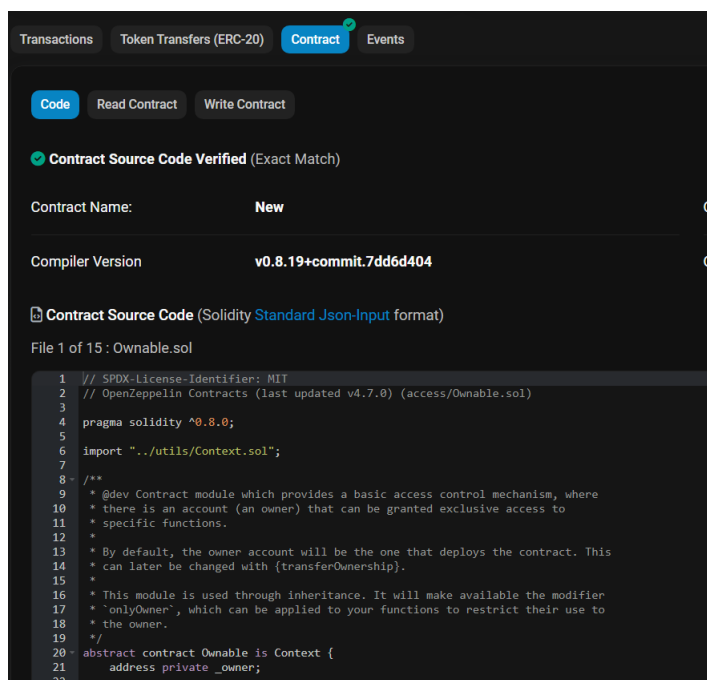 Transactions Token Transfers (ERC-20) Contract Events
Code Read Contract Write Contract
Contract Source Code Verified (Exact Match)
Contract Name: New
Compiler Version v0.8.19+commit.7dd6d404
Contract Source Code (Solidity Standard Json-Input format)
File 1 of 15 : Ownable.sol
1 // SPDX-License-Identifier: MIT
2 // OpenZeppelin Contracts (last updated v4.7.0) (access/Ownable.sol)
3
4 pragma solidity ^0.8.0;
5
6 import "../utils/Context.sol";
7
8 /**
9 * @dev Contract module which provides a basic access control mechanism, where
10 * there is an account (an owner) that can be granted exclusive access to
11 * specific functions.
12 *
13 * By default, the owner account will be the one that deploys the contract. This
14 * can later be changed with {transferOwnership}.
15 *
16 * This module is used through inheritance. It will make available the modifier
17 * `onlyOwner`, which can be applied to your functions to restrict their use to
18 * the owner.
19 */
20 abstract contract Ownable is Context {
21 address private _owner;